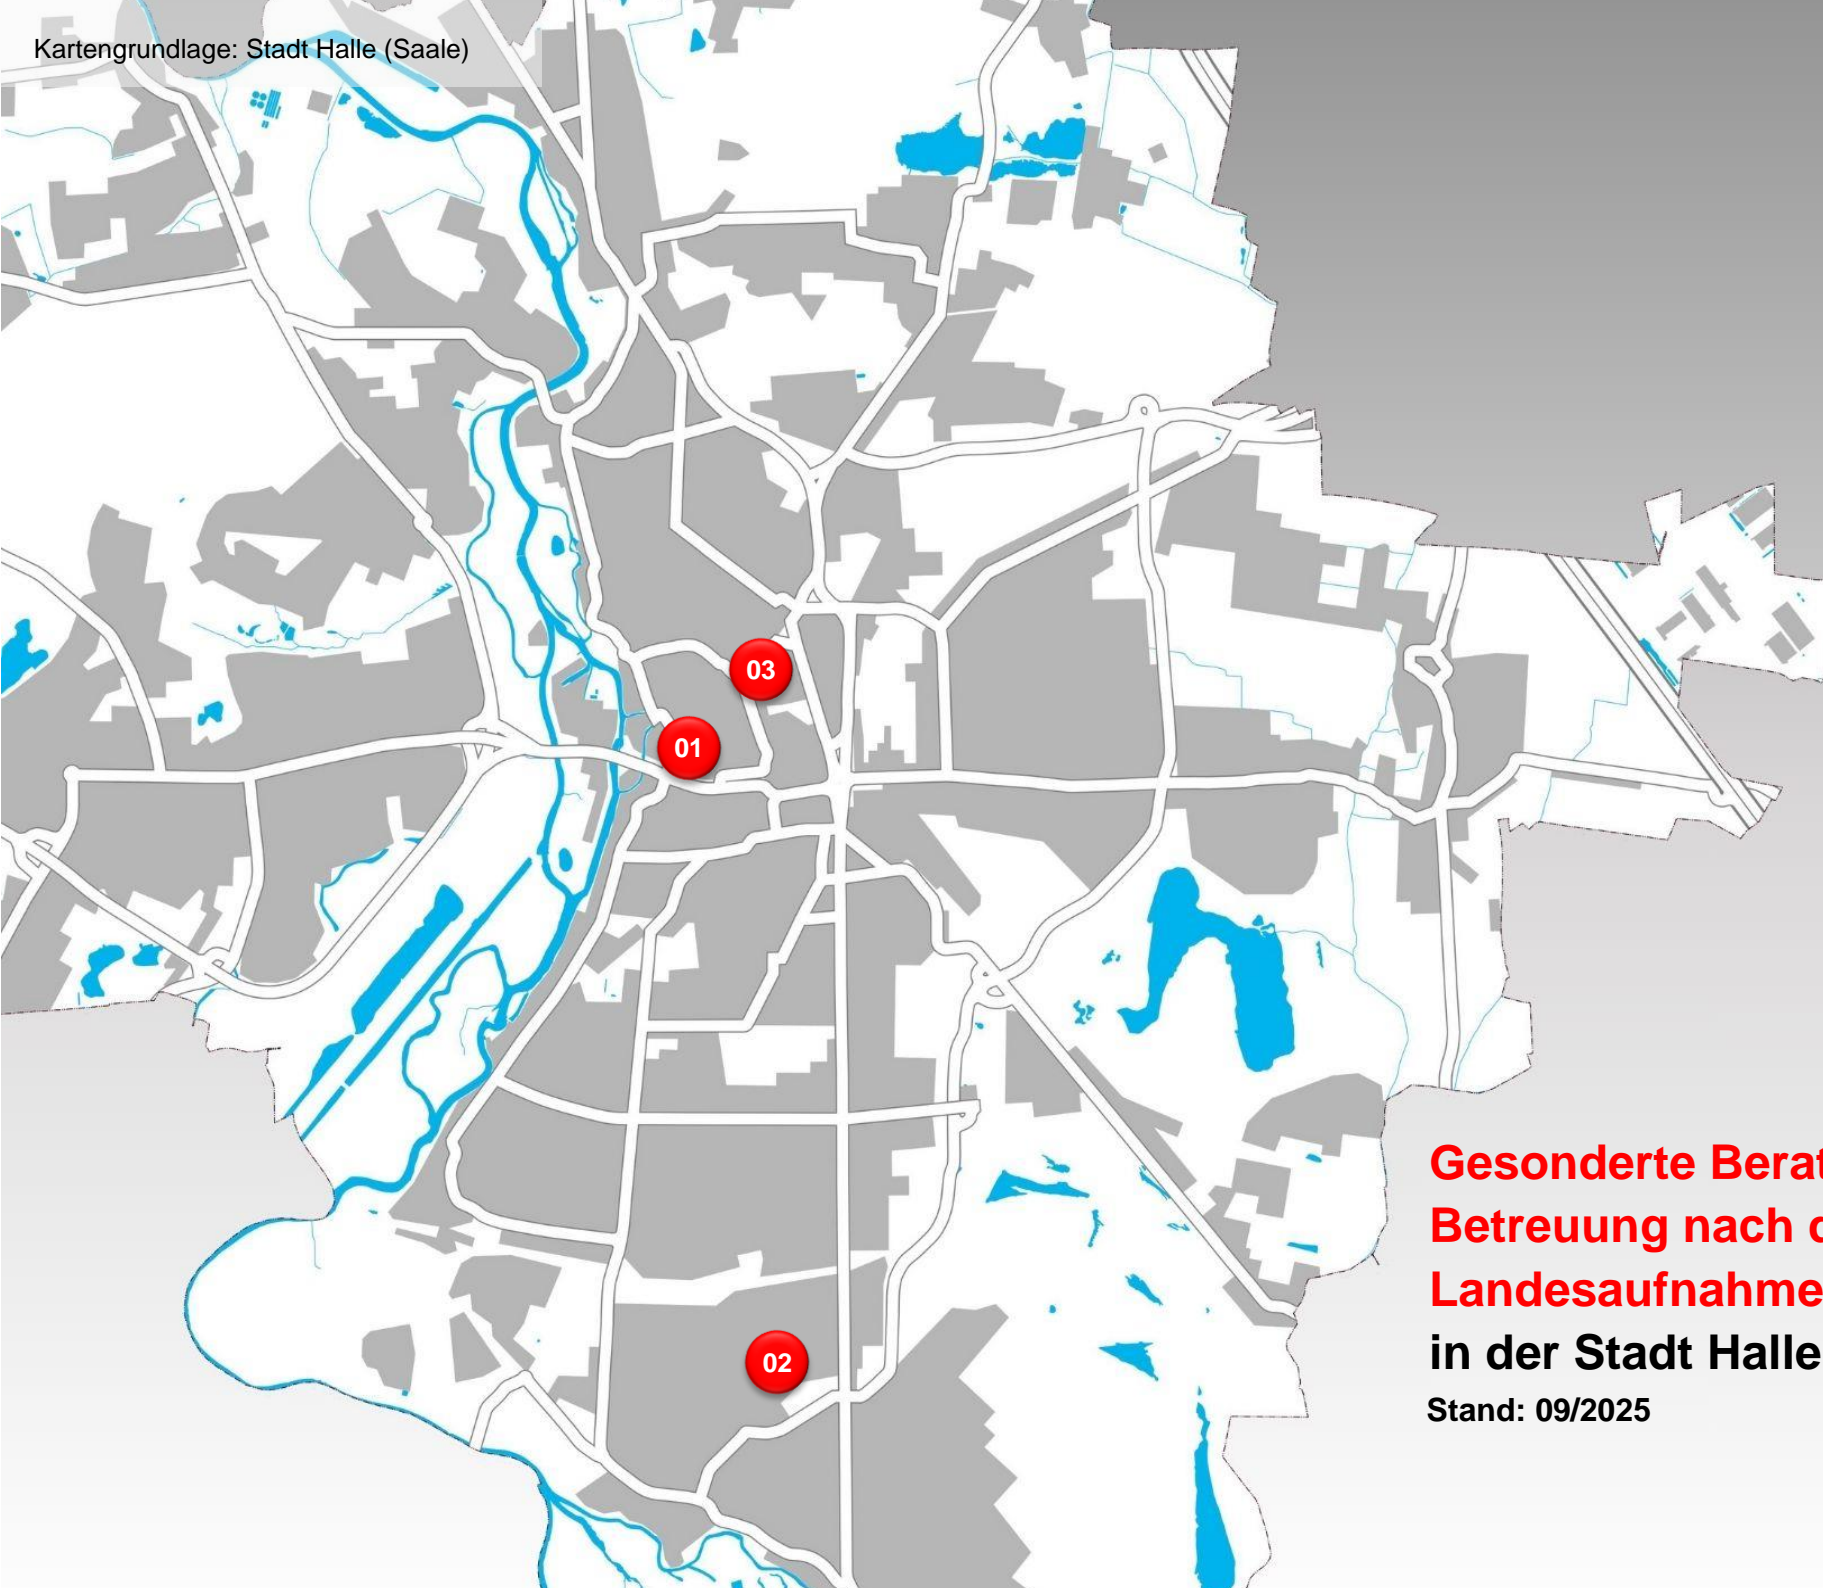 Kartengrundlage: Stadt Halle (Saale)
03
01
02
Gesonderte Berat
Betreuung nach d
Landesaufnahme
in der Stadt Halle
Stand: 09/2025